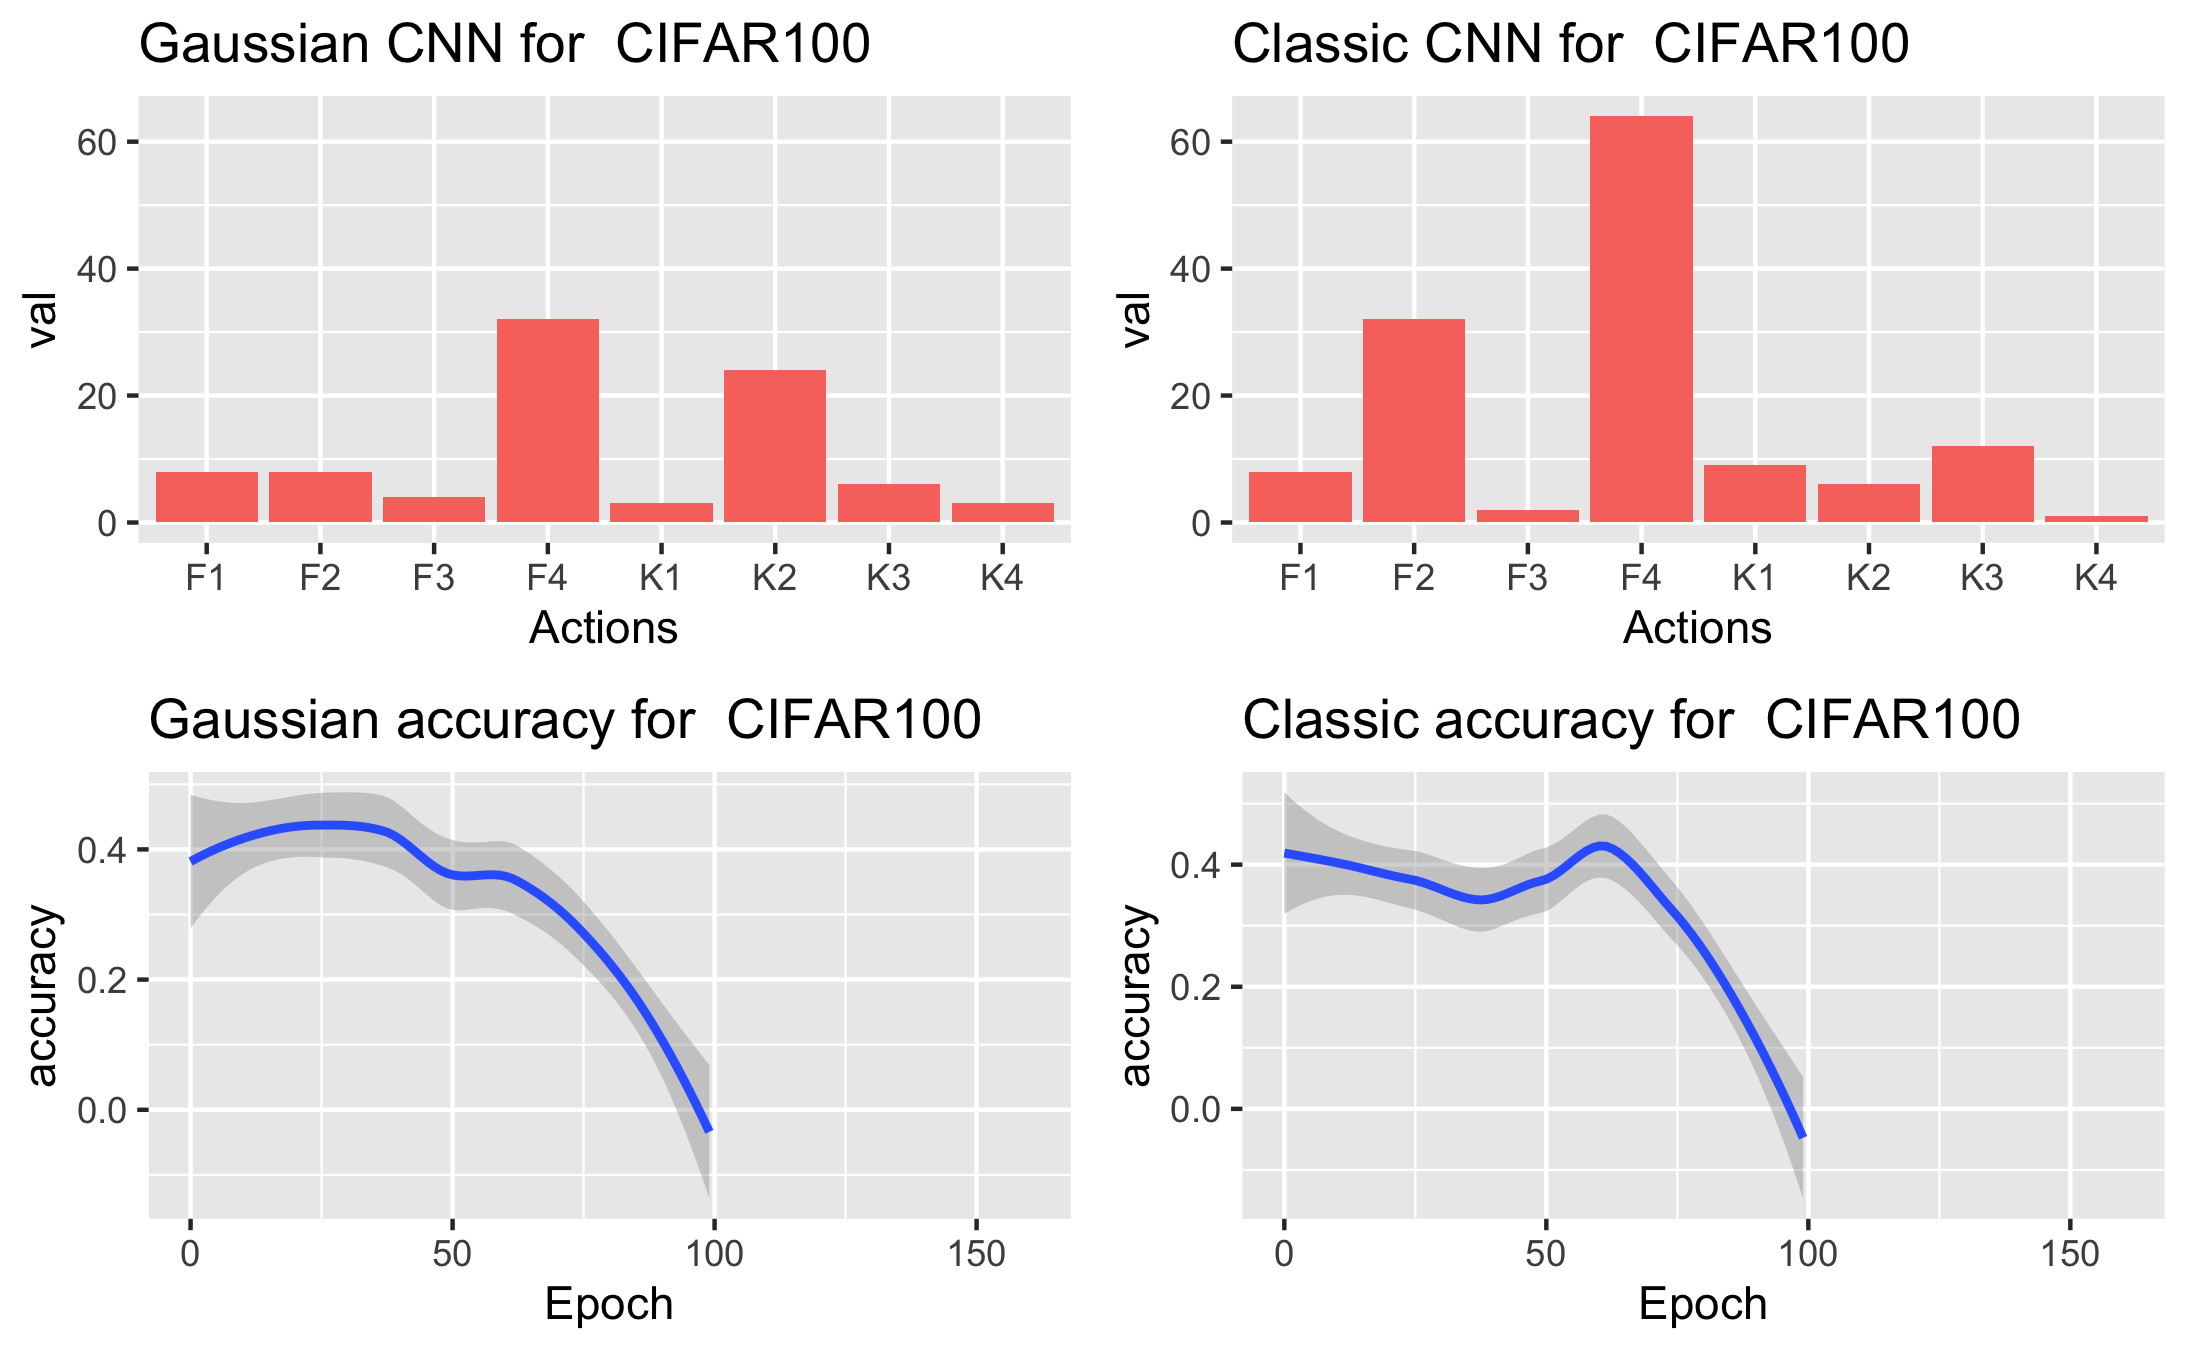 Gaussian CNN for  CIFAR100
60
40
20
0
val
F1 F2 F3 F4 K1 K2 K3 K4
Actions
Classic CNN for  CIFAR100
60
40
20
0
val
F1 F2 F3 F4 K1 K2 K3 K4
Actions
Gaussian accuracy for  CIFAR100
0.4
0.2
0.0
accuracy
0 50 100 150
Epoch
Classic accuracy for  CIFAR100
0.4
0.2
0.0
accuracy
0 50 100 150
Epoch